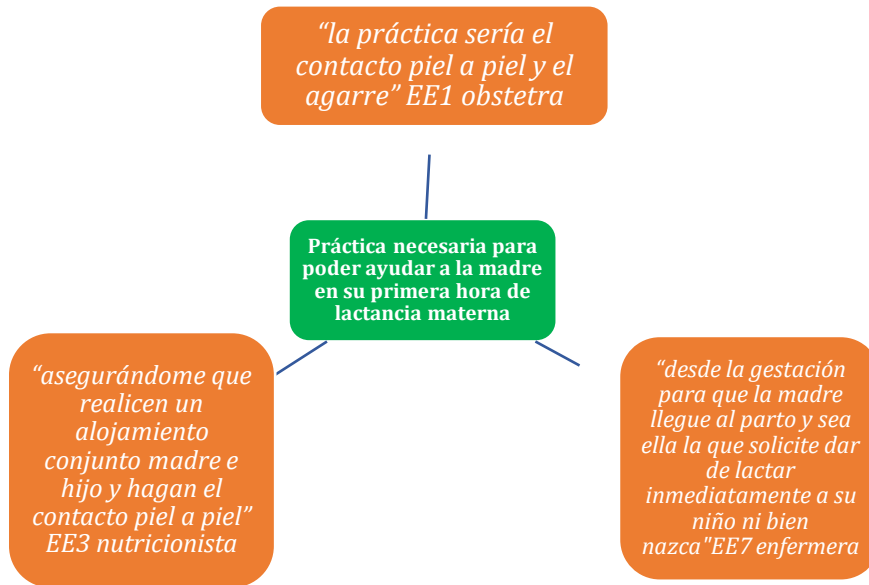 “la práctica sería el
contacto piel a piel y el
agarre” EE1 obstetra
Práctica necesaria para
poder ayudar a la madre
en su primera hora de
lactancia materna
“asegurándome que
realicen un
alojamiento
conjunto madre e
hijo y hagan el
contacto piel a piel”
EE3 nutricionista
“desde la gestación
para que la madre
llegue al parto y sea
ella la que solicite dar
de lactar
inmediatamente a su
niño ni bien
nazca"EE7 enfermera